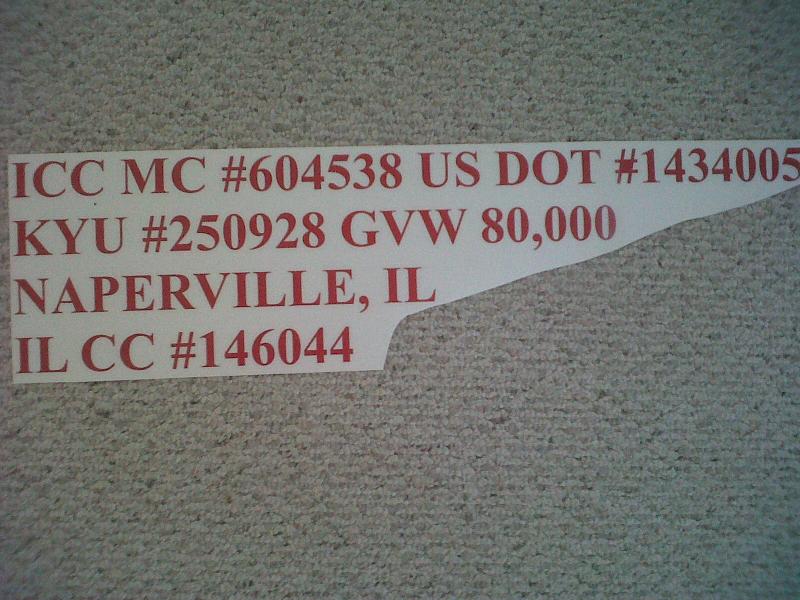 ICC MC #604538 US DOT #1434005
KYU #250928 GVW 80,000
NAPERVILLE, IL
IL CC #146044